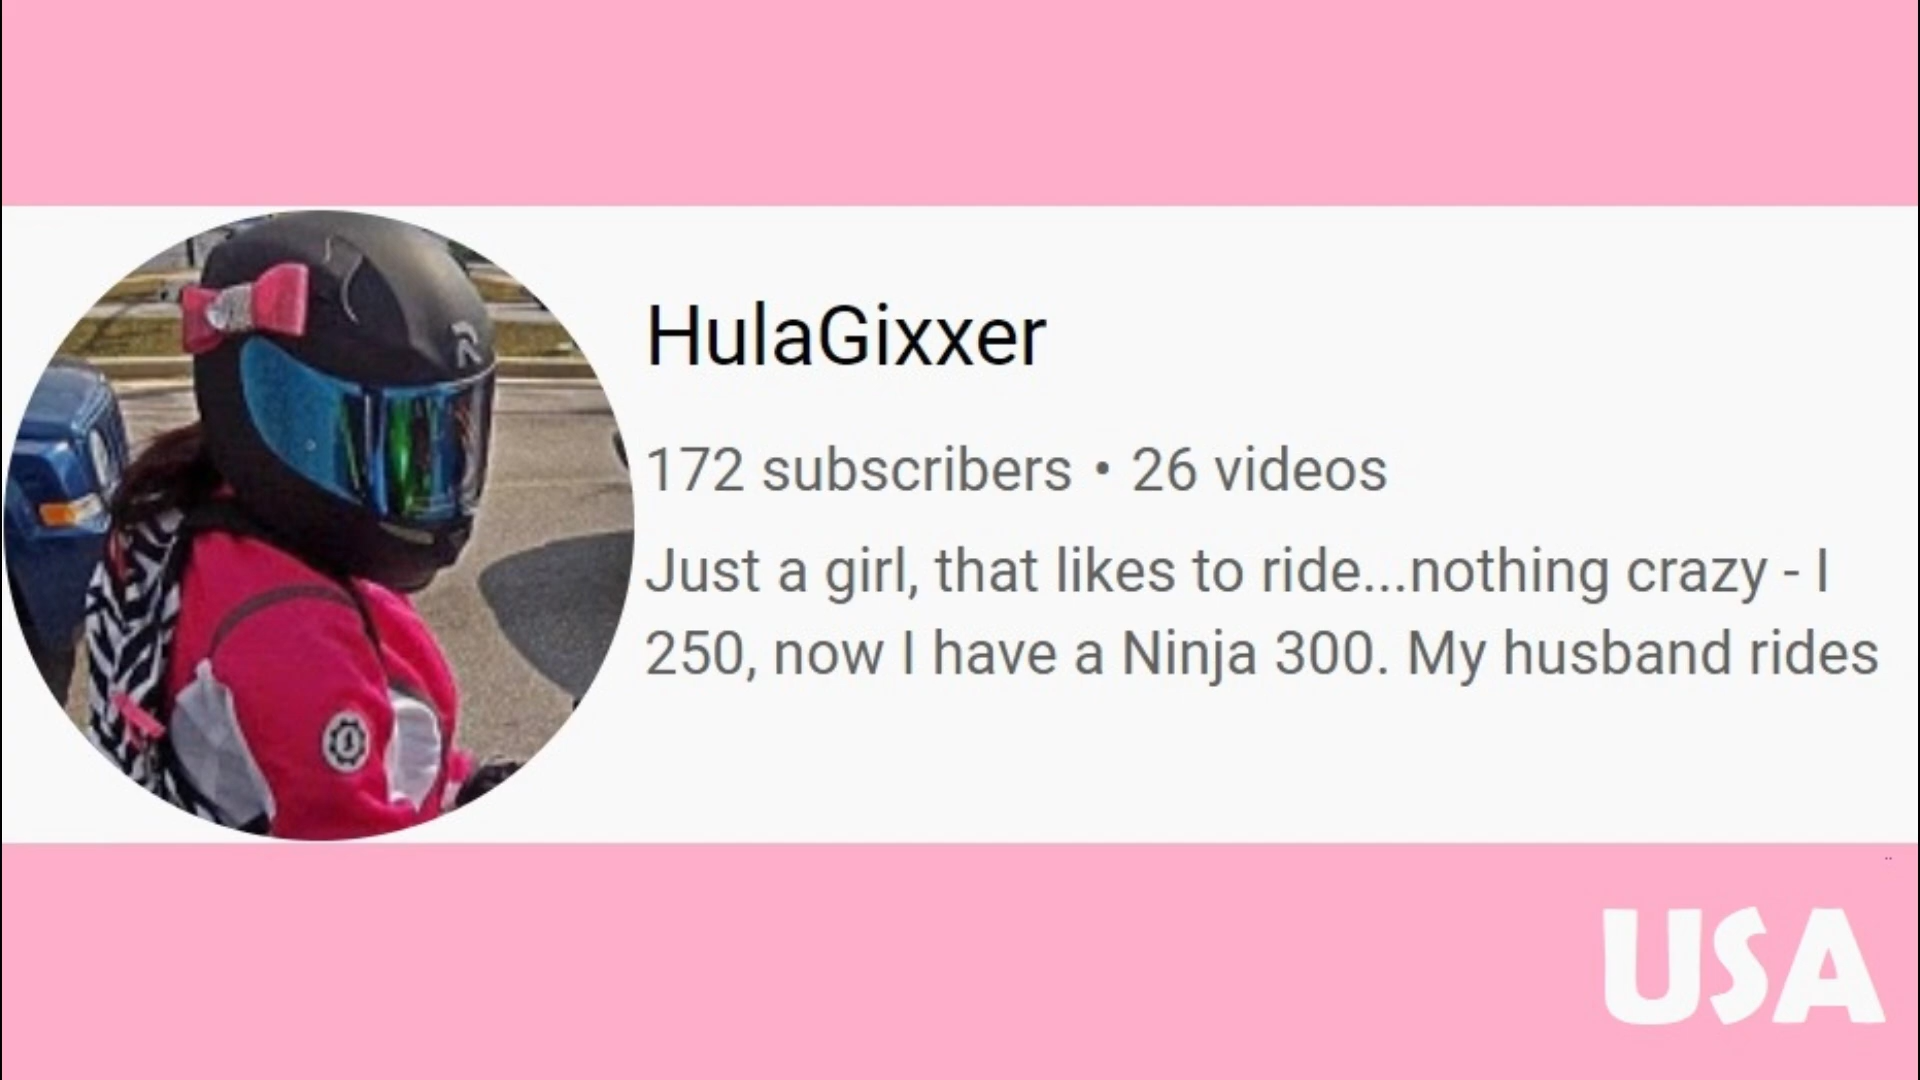 HulaGixxer
172 subscribers • 26 videos
Just a girl, that likes to ride...nothing crazy - I
250, now I have a Ninja 300. My husband rides
USA